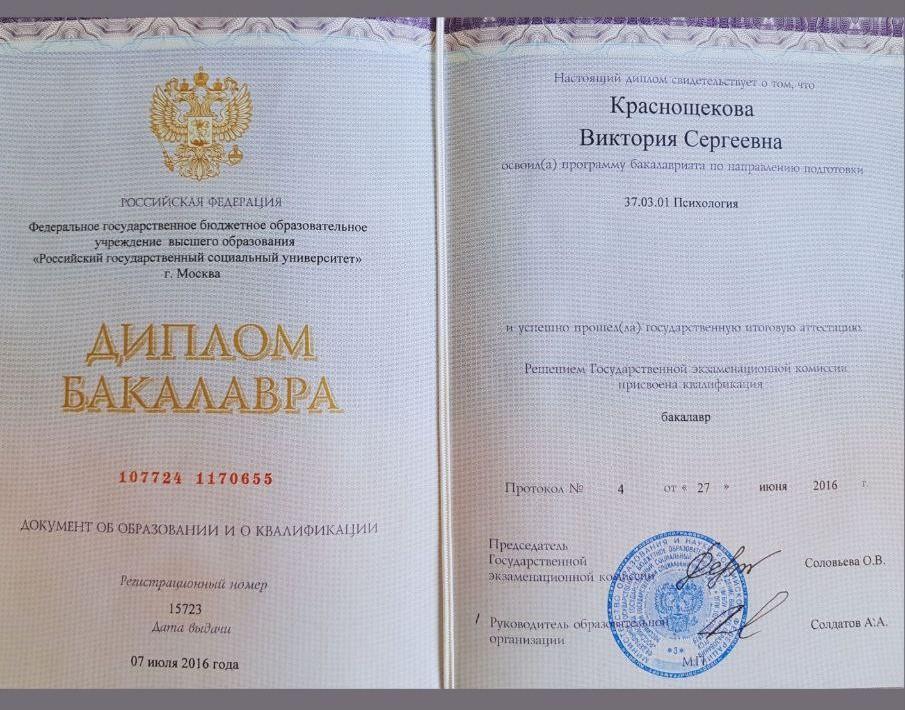 РОССИЙСКАЯ ФЕДЕРАЦИЯ
Федеральное государственное бюджетное образовательное
учреждение высшего образования
«Российский государственный социальный университет»
г. Москва
ДИПЛОМ
БАКАЛАВРА
107724 1170655
ДОКУМЕНТ ОБ ОБРАЗОВАНИИ И О КВАЛИФИКАЦИИ
Регистрационный номер
15723
Дата выдачи
07 июля 2016 года
Настоящий диплом свидетельствует о том, что
Краснощекова
Виктория Сергеевна
освоил(а) программу бакалавриата по направлению подготовки
37.03.01 Психология
и успешно прошел(ла) государственную итоговую аттестацию
Решением Государственной экзаменационной комиссии
присвоена квалификация
бакалавр
Протокол № 4 от « 27 » июня 2016 г.
Председатель
Государственной
экзаменационной комиссии Соловьева О.В.
Руководитель образовательной
организации Солдатов А.А.
М.П.